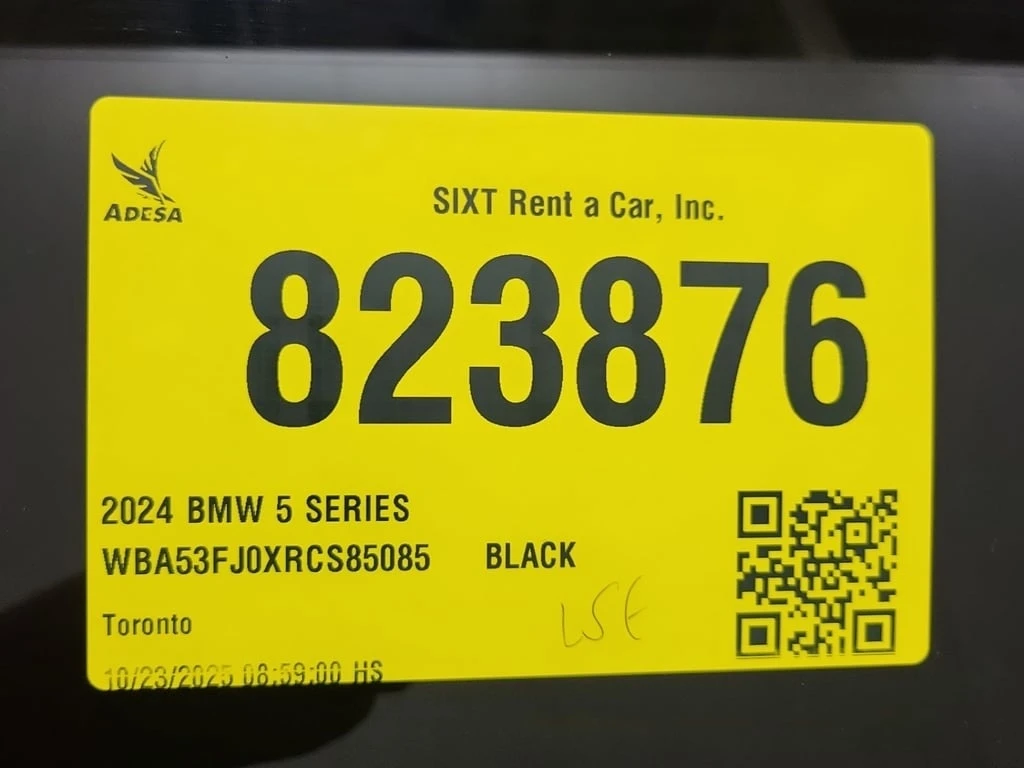 ADESA
SIXT Rent a Car, Inc.
823876
2024 BMW 5 SERIES
WBA53FJ0XRCS85085 BLACK
LSE
Toronto
10/23/2025 08:59:00 HS